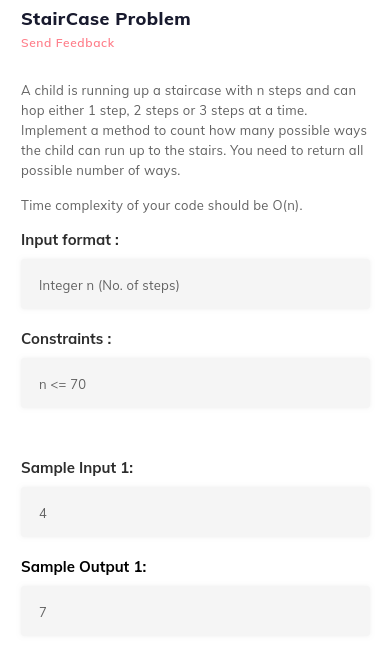 StairCase Problem
Send Feedback
A child is running up a staircase with n steps and can
hop either 1 step, 2 steps or 3 steps at a time.
Implement a method to count how many possible ways
the child can run up to the stairs. You need to return all
possible number of ways.
Time complexity of your code should be O(n).
Input format :
Integer n (No. of steps)
Constraints :
n <= 70
Sample Input 1:
4
Sample Output 1:
7